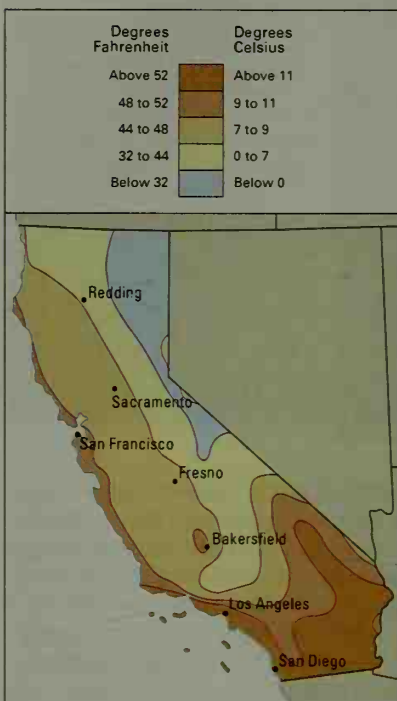 Degrees Fahrenheit
Degrees Celsius
Above 52 Above 11
48 to 52 9 to 11
44 to 48 7 to 9
32 to 44 0 to 7
Below 32 Below 0
Redding
Sacramento
San Francisco
Fresno
Bakersfield
Los Angeles
San Diego